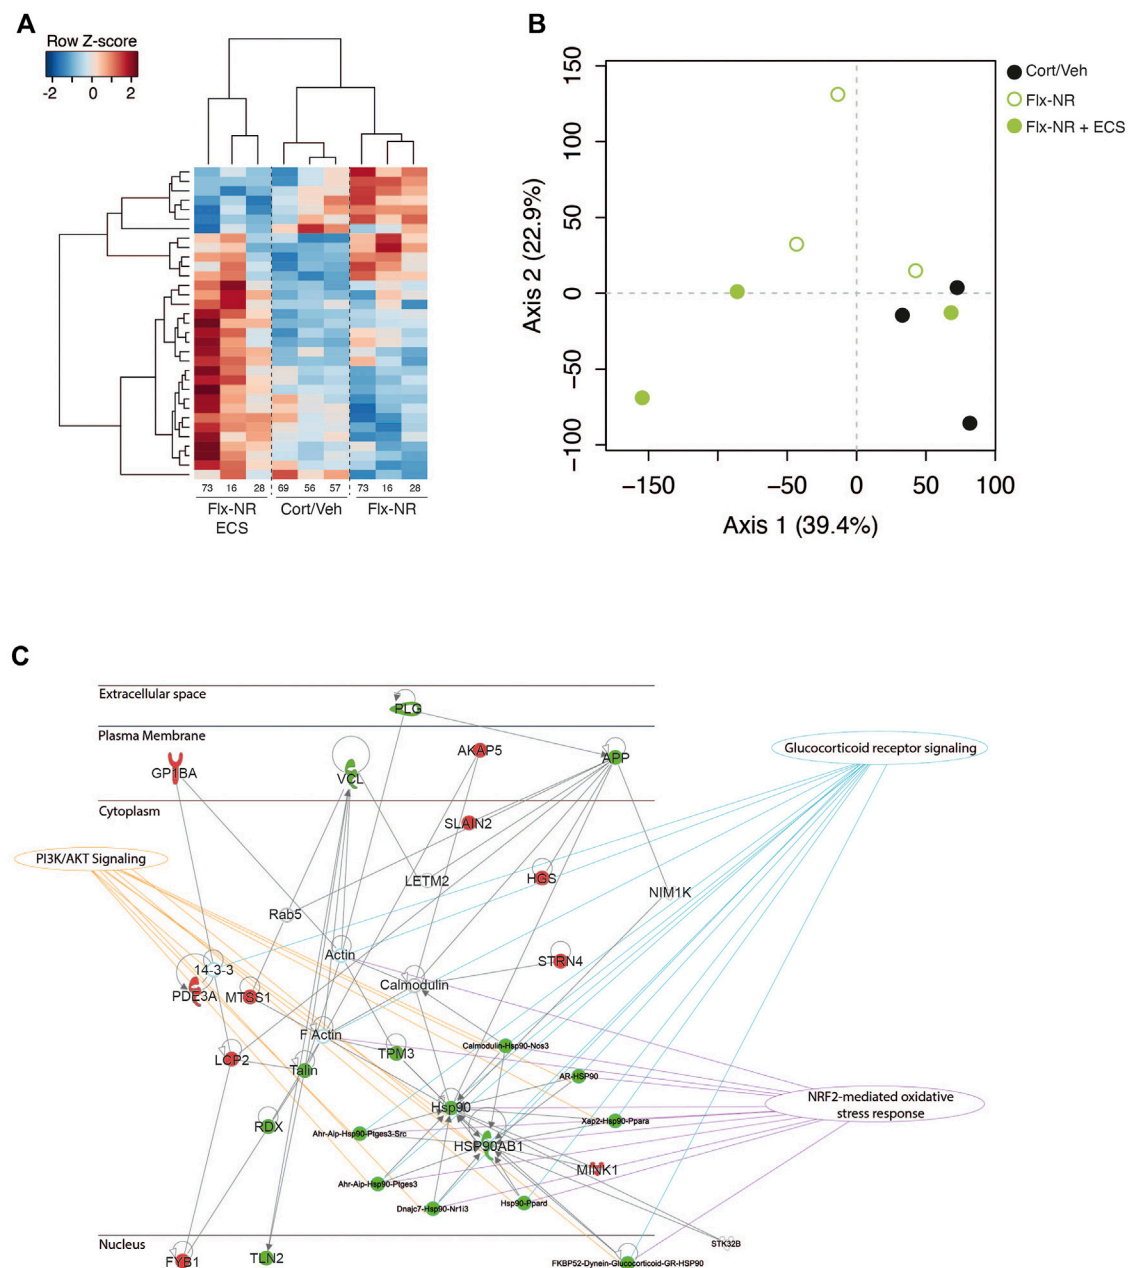 A
Row Z-score
-2 0 2
73 16 28 69 56 57 73 16 28
Flx-NR
ECS
Cort/Veh
Flx-NR
B
Axis 2 (22.9%)
150
100
50
0
−50
−100
−150 −50 0 50 100
Axis 1 (39.4%)
Cort/Veh
Flx-NR
Flx-NR + ECS
C
Extracellular space
PLG
Plasma Membrane
GP1BA
VCL
AKAP5
APP
Glucocorticoid receptor signaling
Cytoplasm
SLAIN2
PI3K/AKT Signaling
LETM2
HGS
NIM1K
Rab5
Actin
14-3-3
STRN4
Calmodulin
PDE3A
MTSS1
F Actin
Calmodulin-Hsp90-Nos3
TPM3
LCP2
Talin
AR-HSP90
Hsp90
NRF2-mediated oxidative
stress response
RDX
Xap2-Hsp90-Ppara
Ahr-Aip-Hsp90-Ptges3-Src
HSP90AB1
MINK1
Ahr-Aip-Hsp90-Ptges3
Hsp90-Ppard
Dnajc7-Hsp90-Nr1i3
Nucleus
STK32B
FYB1
TLN2
FKBP52-Dynein-Glucocorticoid-GR-HSP90